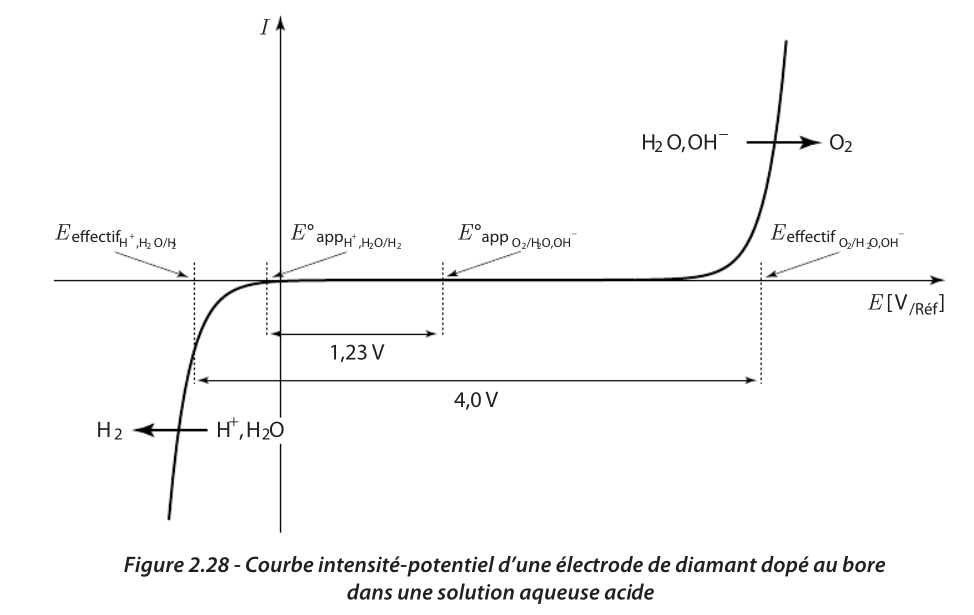 I
H₂O,OH⁻ → O₂
E effectif H⁺,H₂O/H₂
E° app H⁺,H₂O/H₂
E° app O₂/H₂O,OH⁻
E effectif O₂/H₂O,OH⁻
E [V/Réf]
1,23 V
4,0 V
H₂ ← H⁺,H₂O
Figure 2.28 - Courbe intensité-potentiel d’une électrode de diamant dopé au bore
dans une solution aqueuse acide